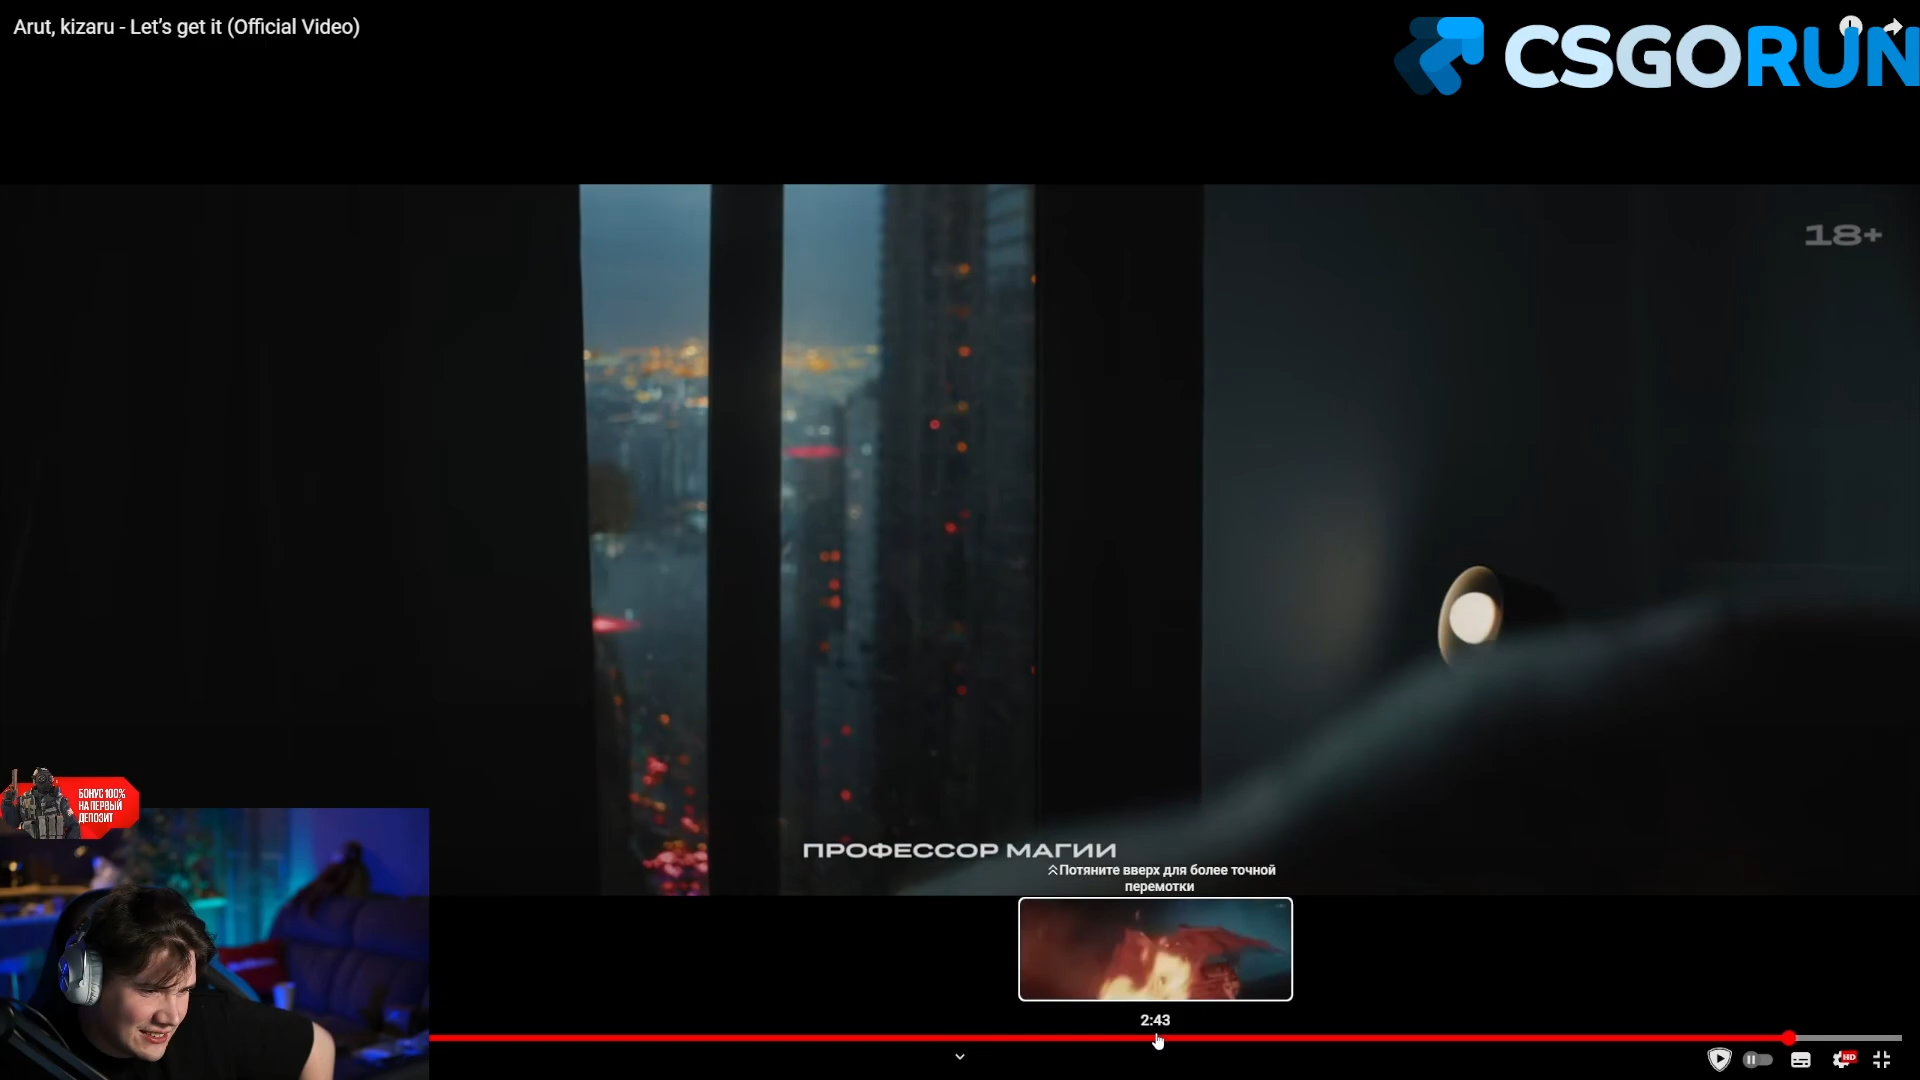 Arut, kizaru - Let’s get it (Official Video)
CSGORUN
18+
БОНУС 100%
НА ПЕРВЫЙ
ДЕПОЗИТ
ПРОФЕССОР МАГИИ
Потяните вверх для более точной
перемотки
2:43
HD